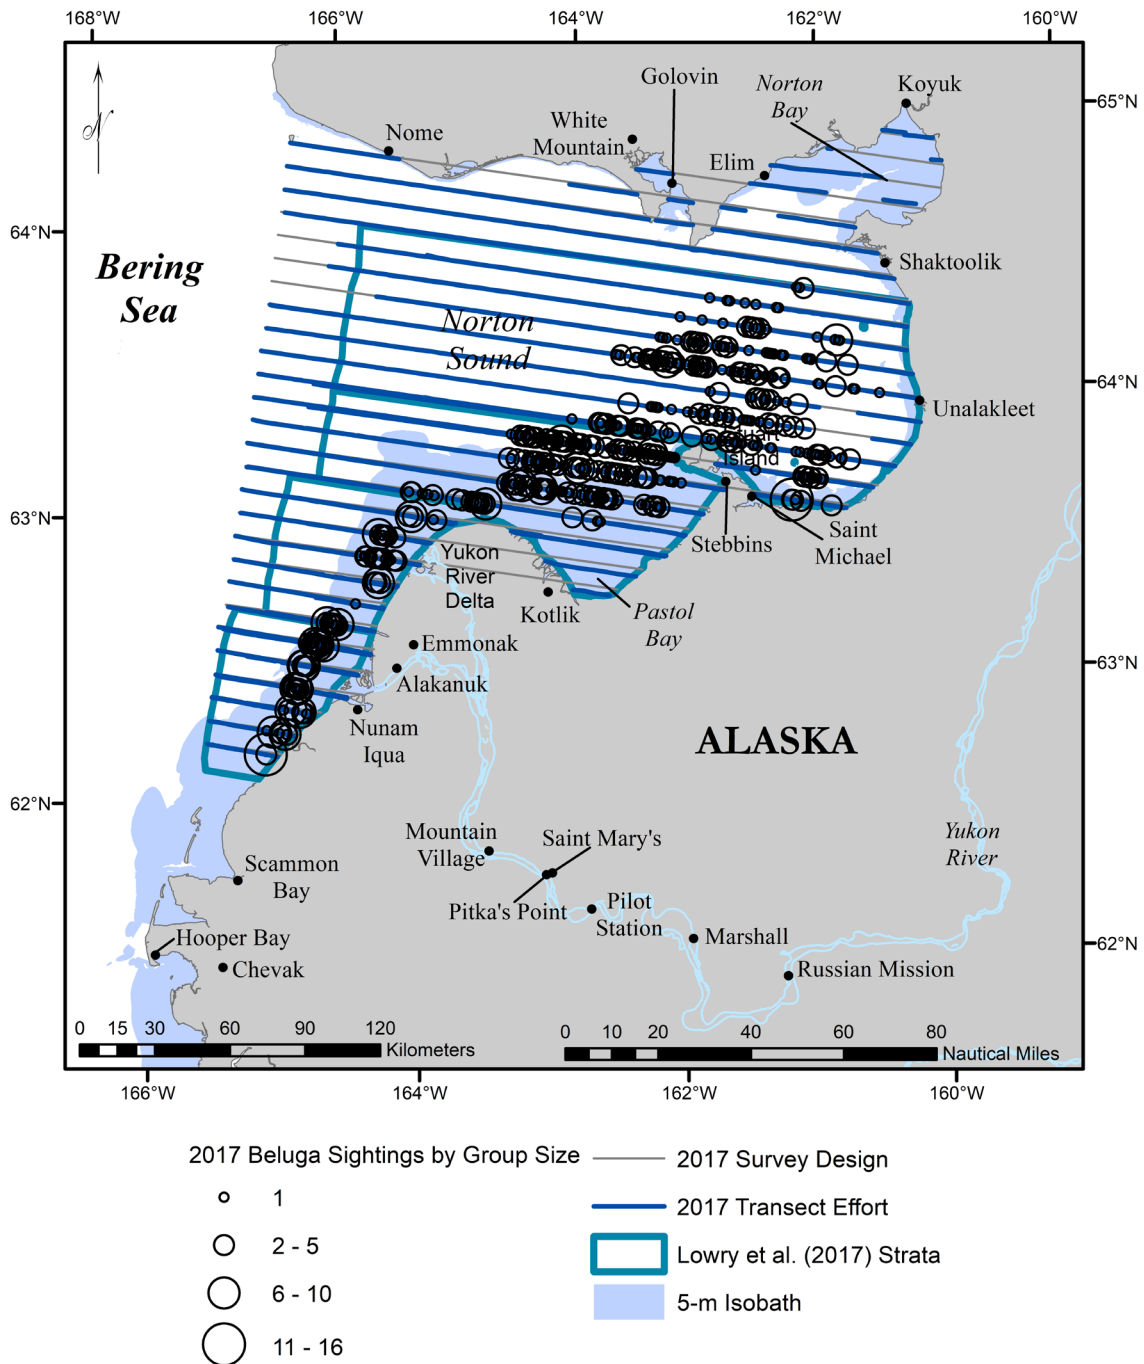 168°W
166°W
164°W
162°W
160°W
N
Golovin
Norton
Bay
Koyuk
65°N
Nome
White
Mountain
Elim
64°N
Bering
Sea
Shaktoolik
Norton
Sound
64°N
Unalakleet
Stuart
Island
63°N
Stebbins
Saint
Michael
Yukon
River
Delta
Kotlik
Pastol
Bay
Emmonak
63°N
Alakanuk
Nunam
Iqua
ALASKA
62°N
Mountain
Village
Saint Mary's
Yukon
River
Scammon
Bay
Pitka's Point
Pilot
Station
Hooper Bay
Marshall
62°N
Chevak
Russian Mission
0 15 30 60 90 120
Kilometers
0 10 20 40 60 80
Nautical Miles
166°W
164°W
162°W
160°W
2017 Beluga Sightings by Group Size
1
2 - 5
6 - 10
11 - 16
2017 Survey Design
2017 Transect Effort
Lowry et al. (2017) Strata
5-m Isobath